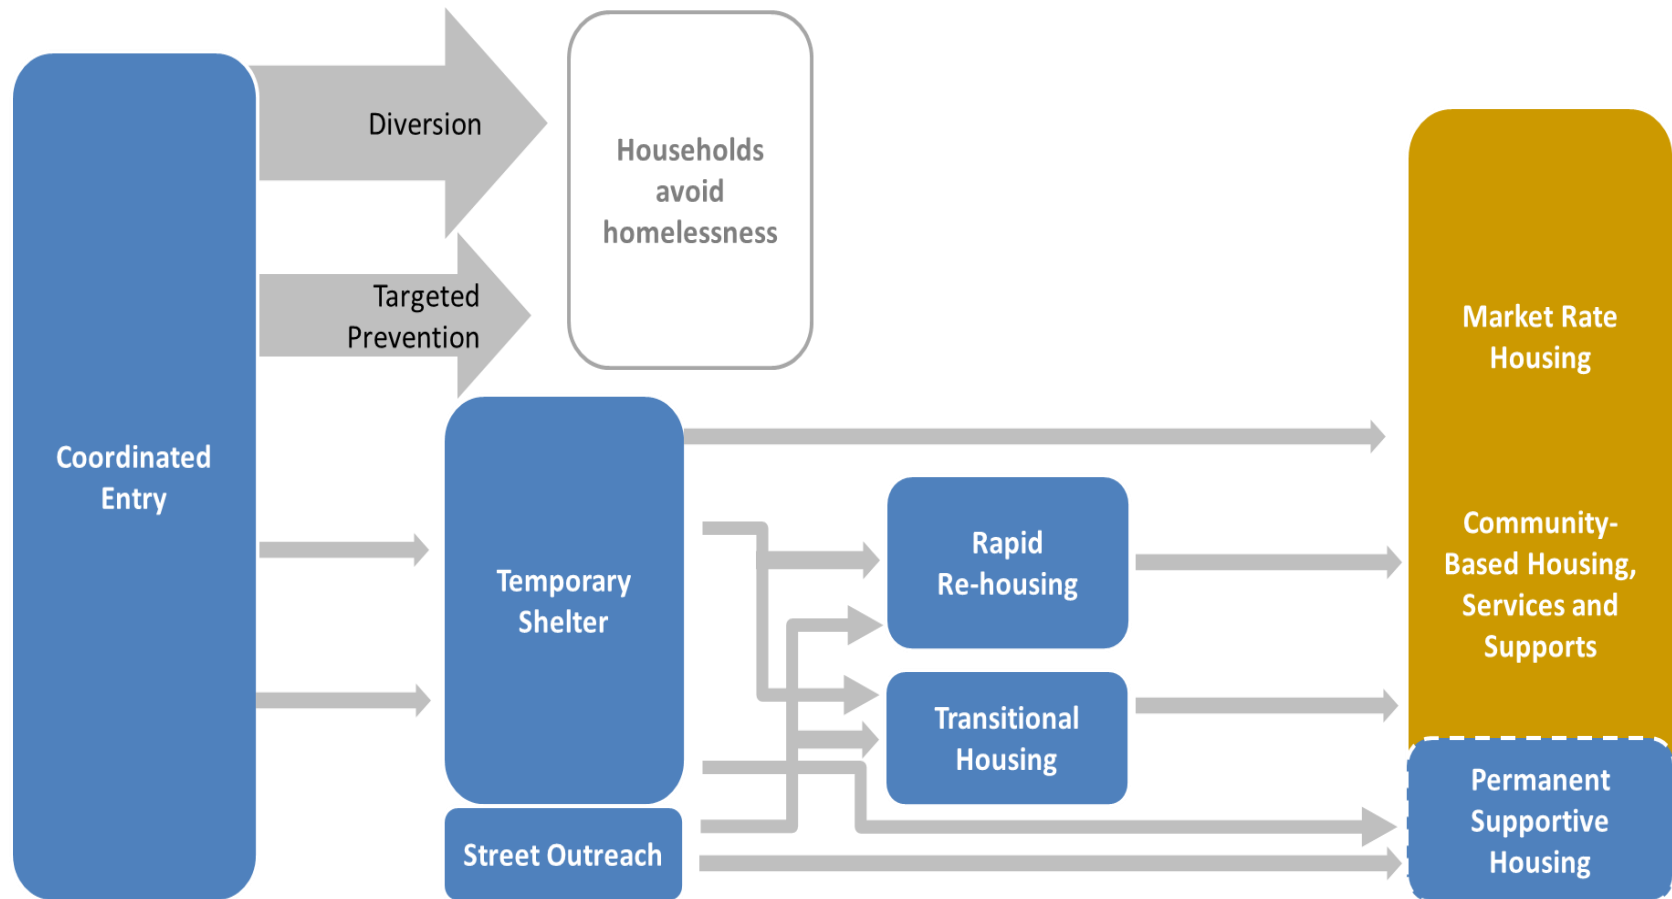 Diversion
Households
avoid
homelessness
Targeted
Prevention
Coordinated
Entry
Temporary
Shelter
Street Outreach
Rapid
Re-housing
Transitional
Housing
Market Rate
Housing
Community-
Based Housing,
Services and
Supports
Permanent
Supportive
Housing